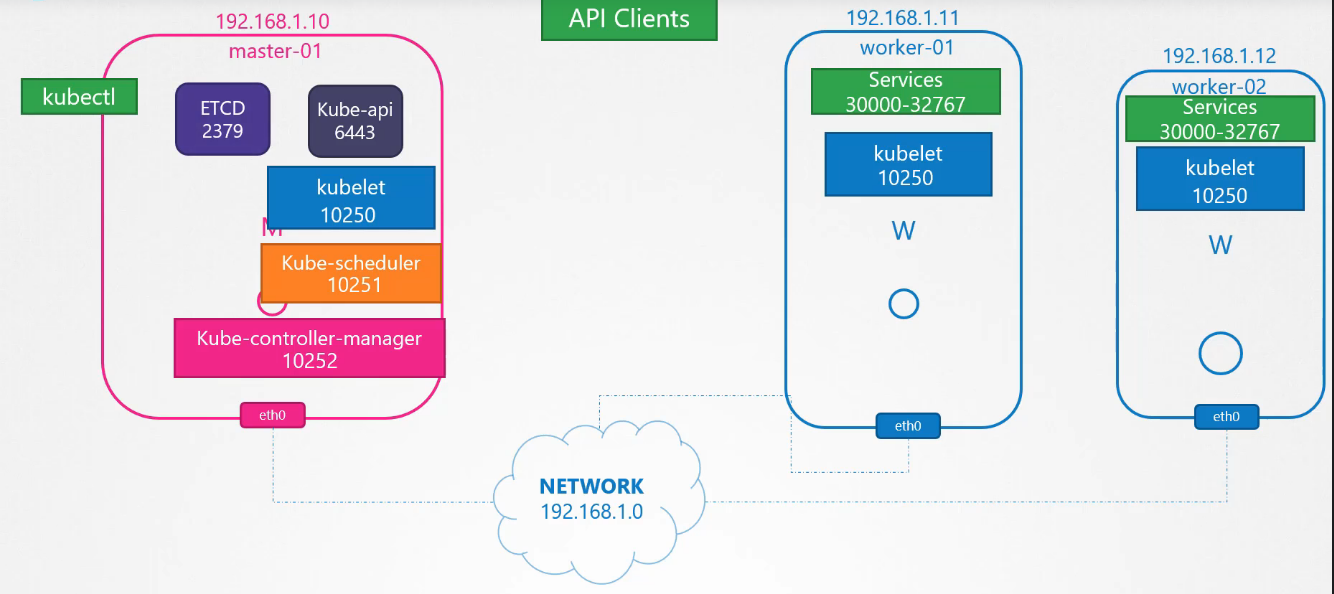 192.168.1.10
master-01
kubectl
ETCD
2379
Kube-api
6443
kubelet
10250
M
Kube-scheduler
10251
Kube-controller-manager
10252
eth0
API Clients
NETWORK
192.168.1.0
192.168.1.11
worker-01
Services
30000-32767
kubelet
10250
W
eth0
192.168.1.12
worker-02
Services
30000-32767
kubelet
10250
W
eth0